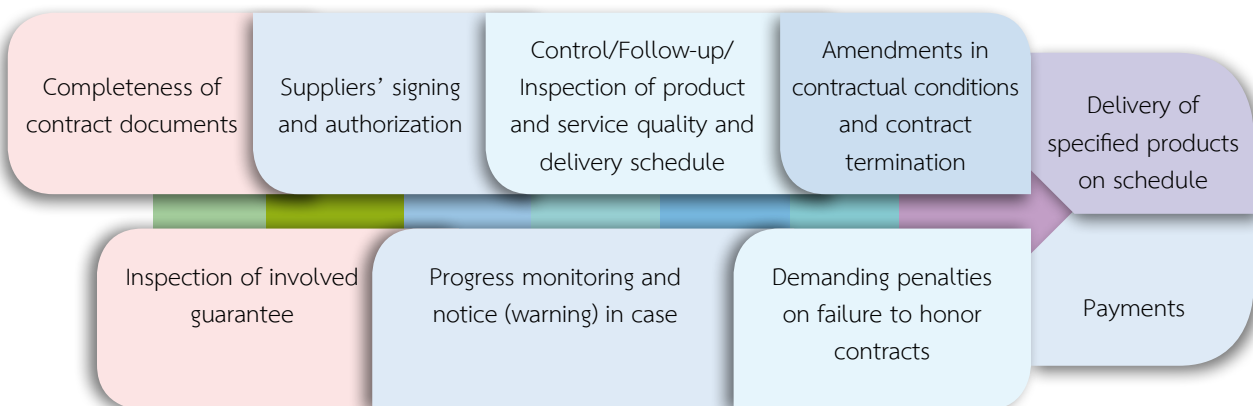 Completeness of
contract documents
Suppliers’ signing
and authorization
Control/Follow-up/
Inspection of product
and service quality and
delivery schedule
Amendments in
contractual conditions
and contract
termination
Delivery of
specified products
on schedule
Inspection of involved
guarantee
Progress monitoring and
notice (warning) in case
Demanding penalties
on failure to honor
contracts
Payments